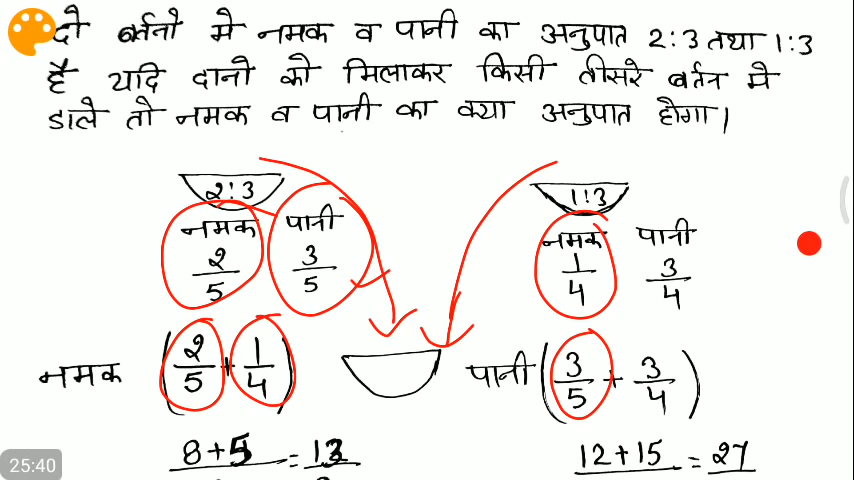 दो बर्तनो मे नमक व पानी का अनुपात 2:3 तथा 1:3
है यदि दानो को मिलाकर किसी तीसरे बर्तन मे
डाले तो नमक व पानी का क्या अनुपात होगा।
2:3 1:3
नमक पानी नमक पानी
2/5 3/5 1/4 3/4
नमक (2/5 + 1/4) पानी (3/5 + 3/4)
8+5 = 13 12+15 = 27
25:40